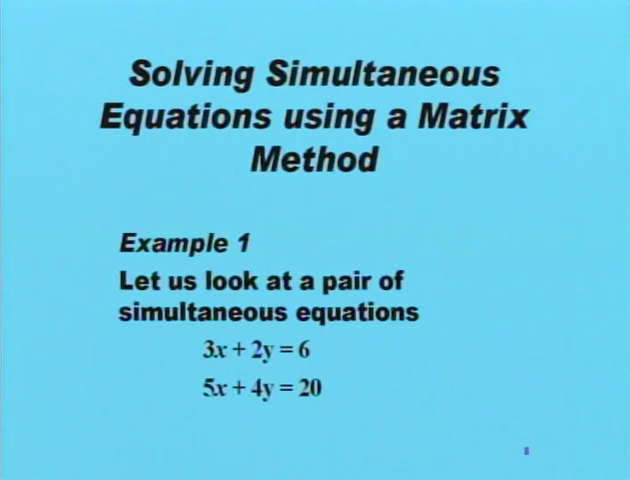 Solving Simultaneous
Equations using a Matrix
Method
Example 1
Let us look at a pair of
simultaneous equations
3x + 2y = 6
5x + 4y = 20
8